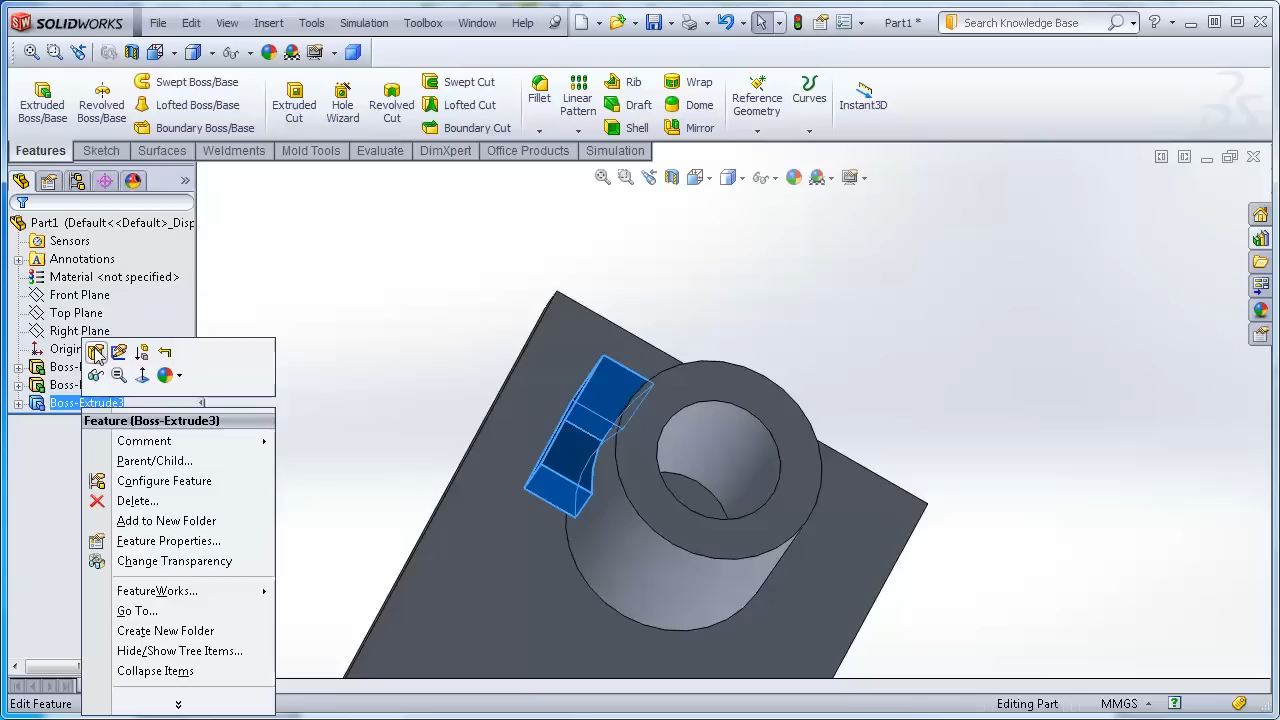 SOLIDWORKS File Edit View Insert Tools Simulation Toolbox Window Help Part1 * Search Knowledge Base
Extruded Boss/Base
Revolved Boss/Base
Swept Boss/Base
Lofted Boss/Base
Boundary Boss/Base
Extruded Cut
Hole Wizard
Revolved Cut
Swept Cut
Lofted Cut
Boundary Cut
Fillet
Linear Pattern
Rib
Draft
Shell
Wrap
Dome
Mirror
Reference Geometry
Curves
Instant3D
Features Sketch Surfaces Weldments Mold Tools Evaluate DimXpert Office Products Simulation
Part1 (Default<<Default>_Disp
Sensors
Annotations
Material <not specified>
Front Plane
Top Plane
Right Plane
Origin
Boss-E
Boss-E
Boss-Extrude3
Feature (Boss-Extrude3)
Comment
Parent/Child...
Configure Feature
Delete...
Add to New Folder
Feature Properties...
Change Transparency
FeatureWorks...
Go To...
Create New Folder
Hide/Show Tree Items...
Collapse Items
Edit Feature Editing Part MMGS